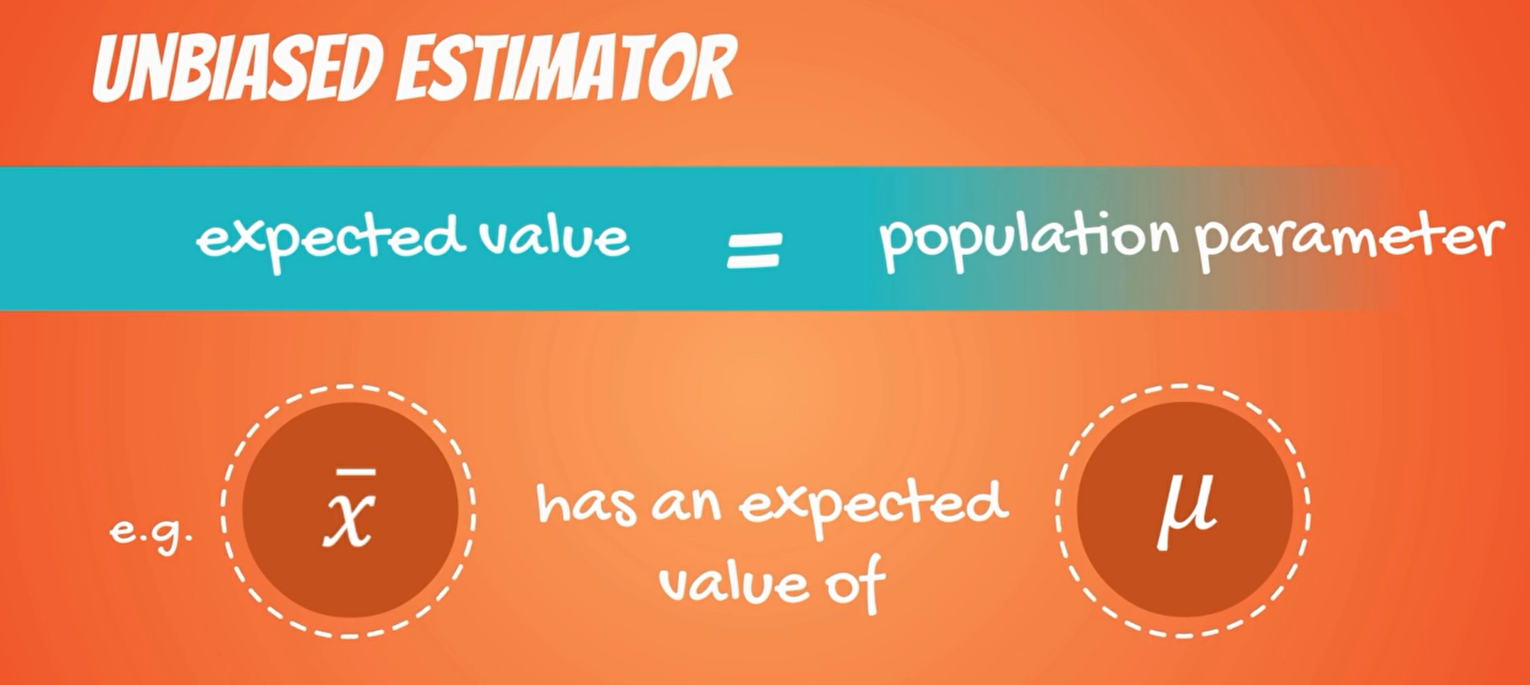 UNBIASED ESTIMATOR
expected value = population parameter
e.g. x̄ has an expected value of μ